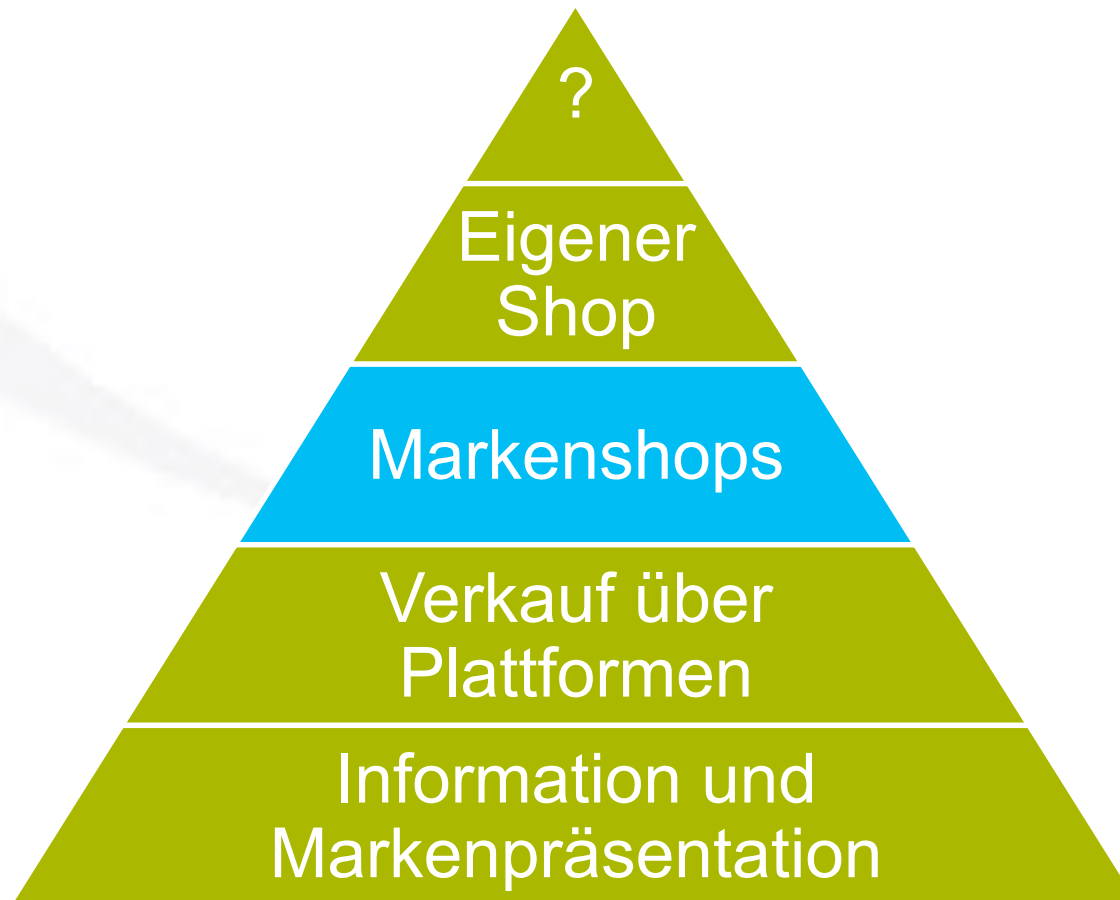 ?
Eigener
Shop
Markenshops
Verkauf über
Plattformen
Information und
Markenpräsentation